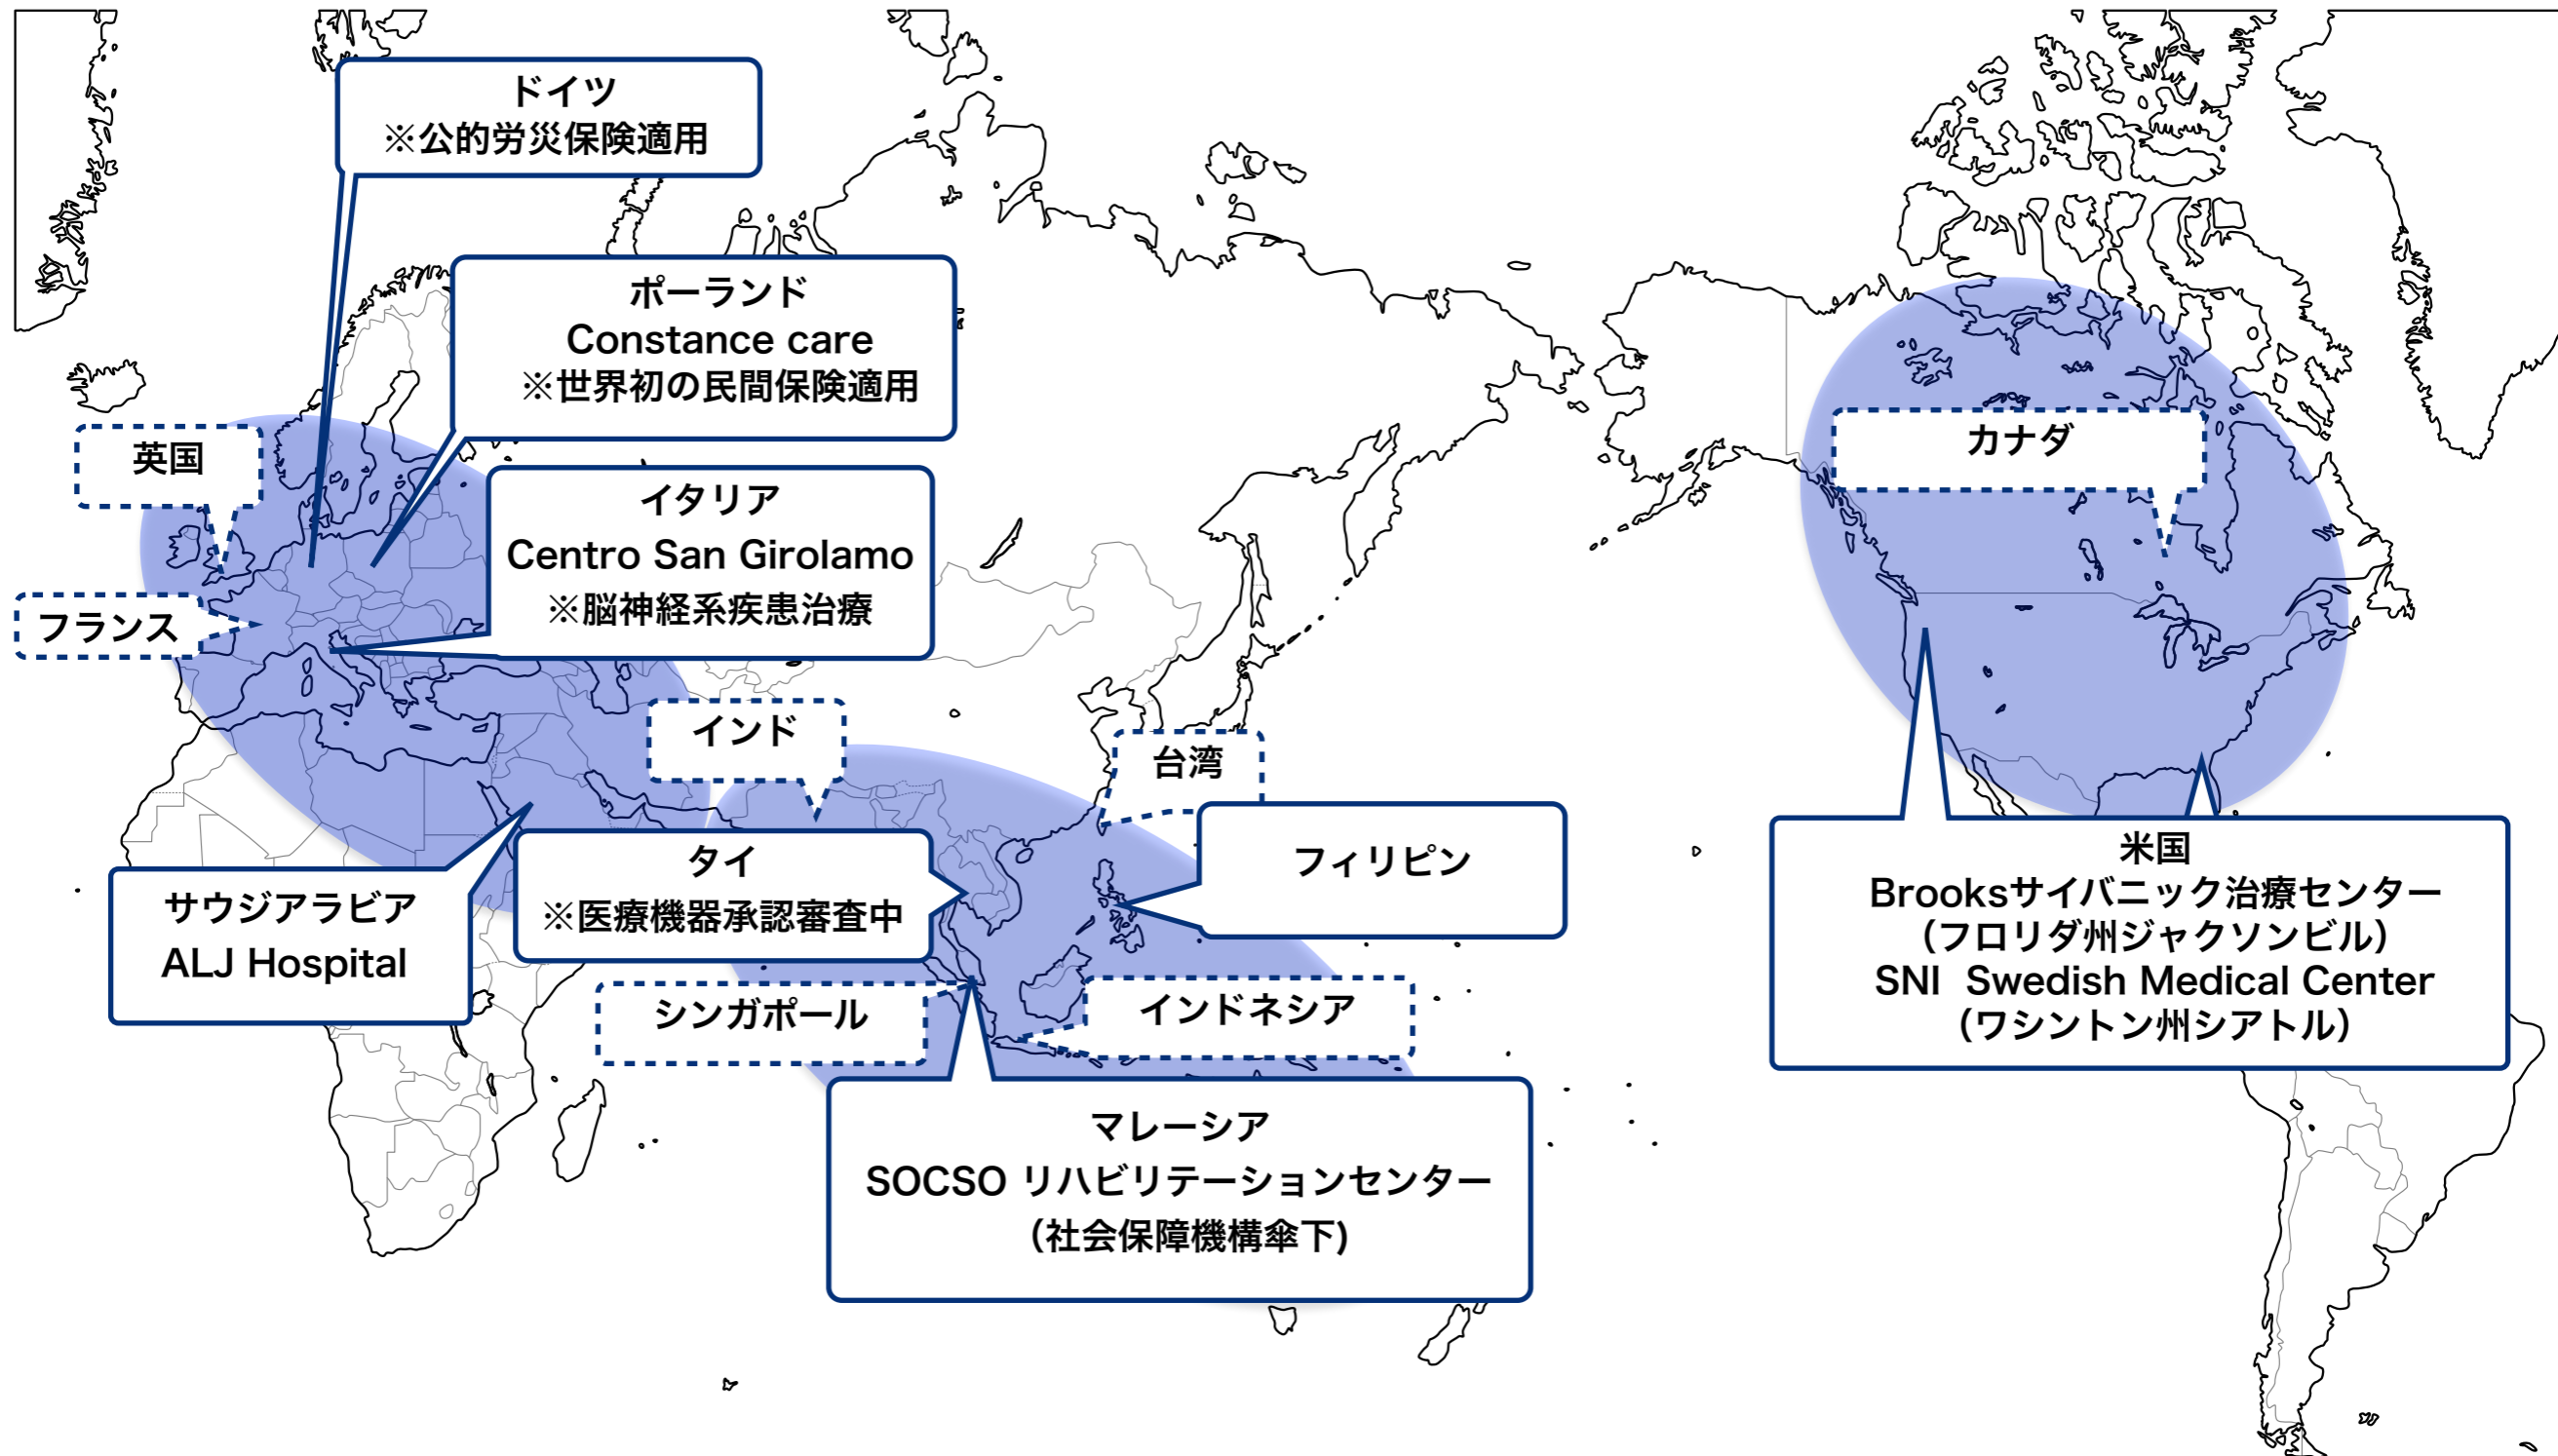 ドイツ
※公的労災保険適用
ポーランド
Constance care
※世界初の民間保険適用
英国
イタリア
Centro San Girolamo
※脳神経系疾患治療
フランス
カナダ
インド
台湾
サウジアラビア
ALJ Hospital
タイ
※医療機器承認審査中
フィリピン
シンガポール
インドネシア
マレーシア
SOCSO リハビリテーションセンター
（社会保障機構傘下)
米国
Brooksサイバニック治療センター
（フロリダ州ジャクソンビル）
SNI Swedish Medical Center
（ワシントン州シアトル）